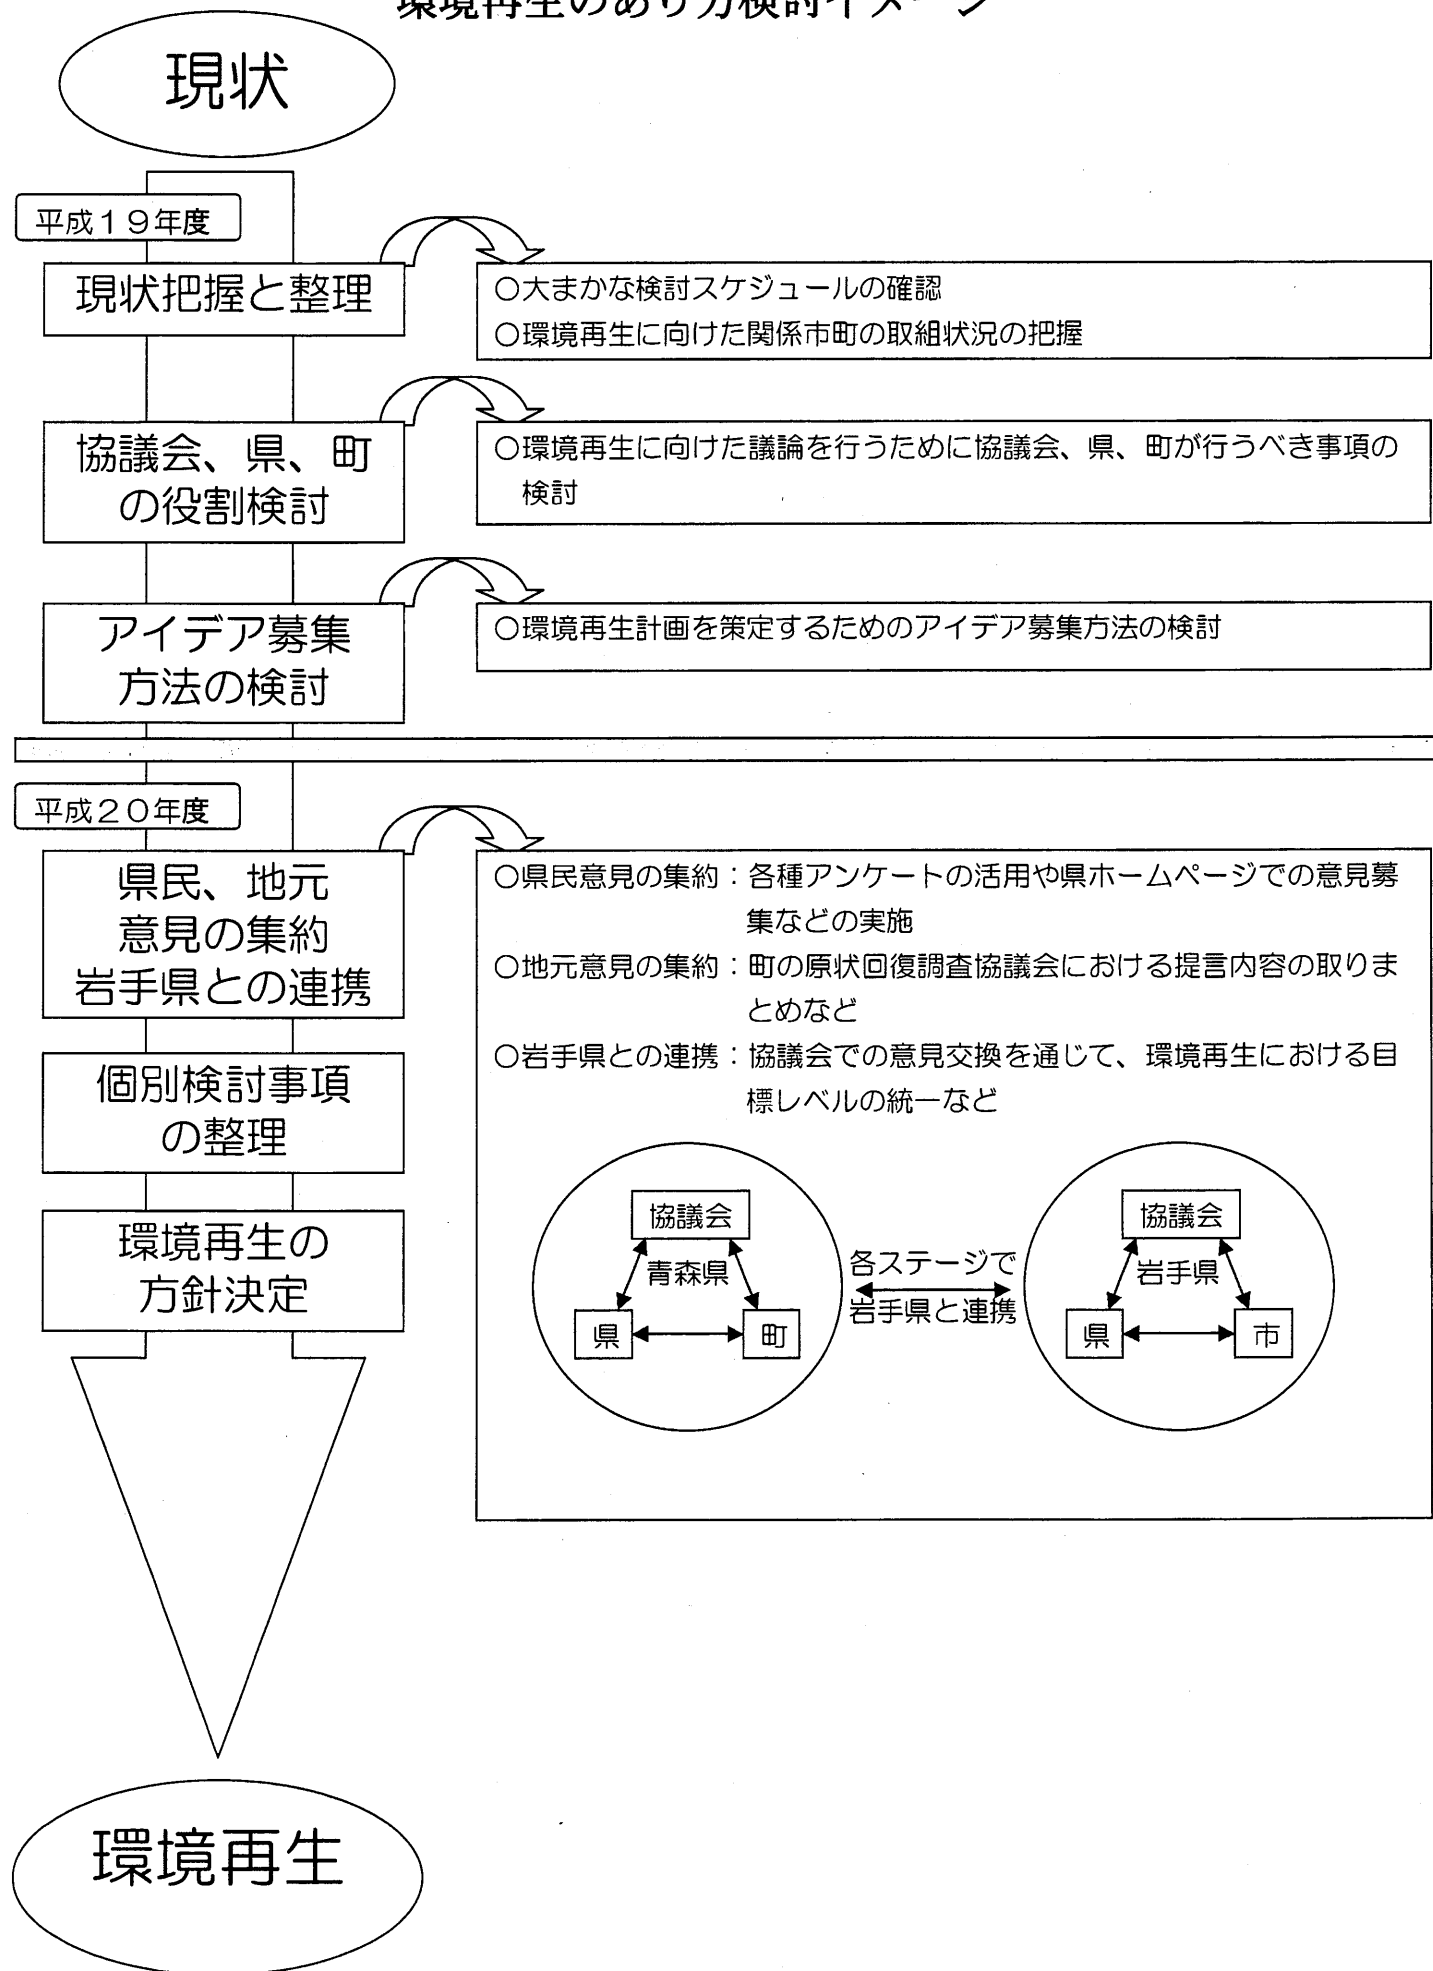 環境再生のあり方検討イメージ
現状
平成１９年度
現状把握と整理
○大まかな検討スケジュールの確認
○環境再生に向けた関係市町の取組状況の把握
協議会、県、町
の役割検討
○環境再生に向けた議論を行うために協議会、県、町が行うべき事項の
検討
アイデア募集
方法の検討
○環境再生計画を策定するためのアイデア募集方法の検討
平成２０年度
県民、地元
意見の集約
岩手県との連携
○県民意見の集約：各種アンケートの活用や県ホームページでの意見募
集などの実施
○地元意見の集約：町の原状回復調査協議会における提言内容の取りま
とめなど
○岩手県との連携：協議会での意見交換を通じて、環境再生における目
標レベルの統一など
個別検討事項
の整理
環境再生の
方針決定
協議会
青森県
県
町
各ステージで
岩手県と連携
協議会
岩手県
県
市
環境再生